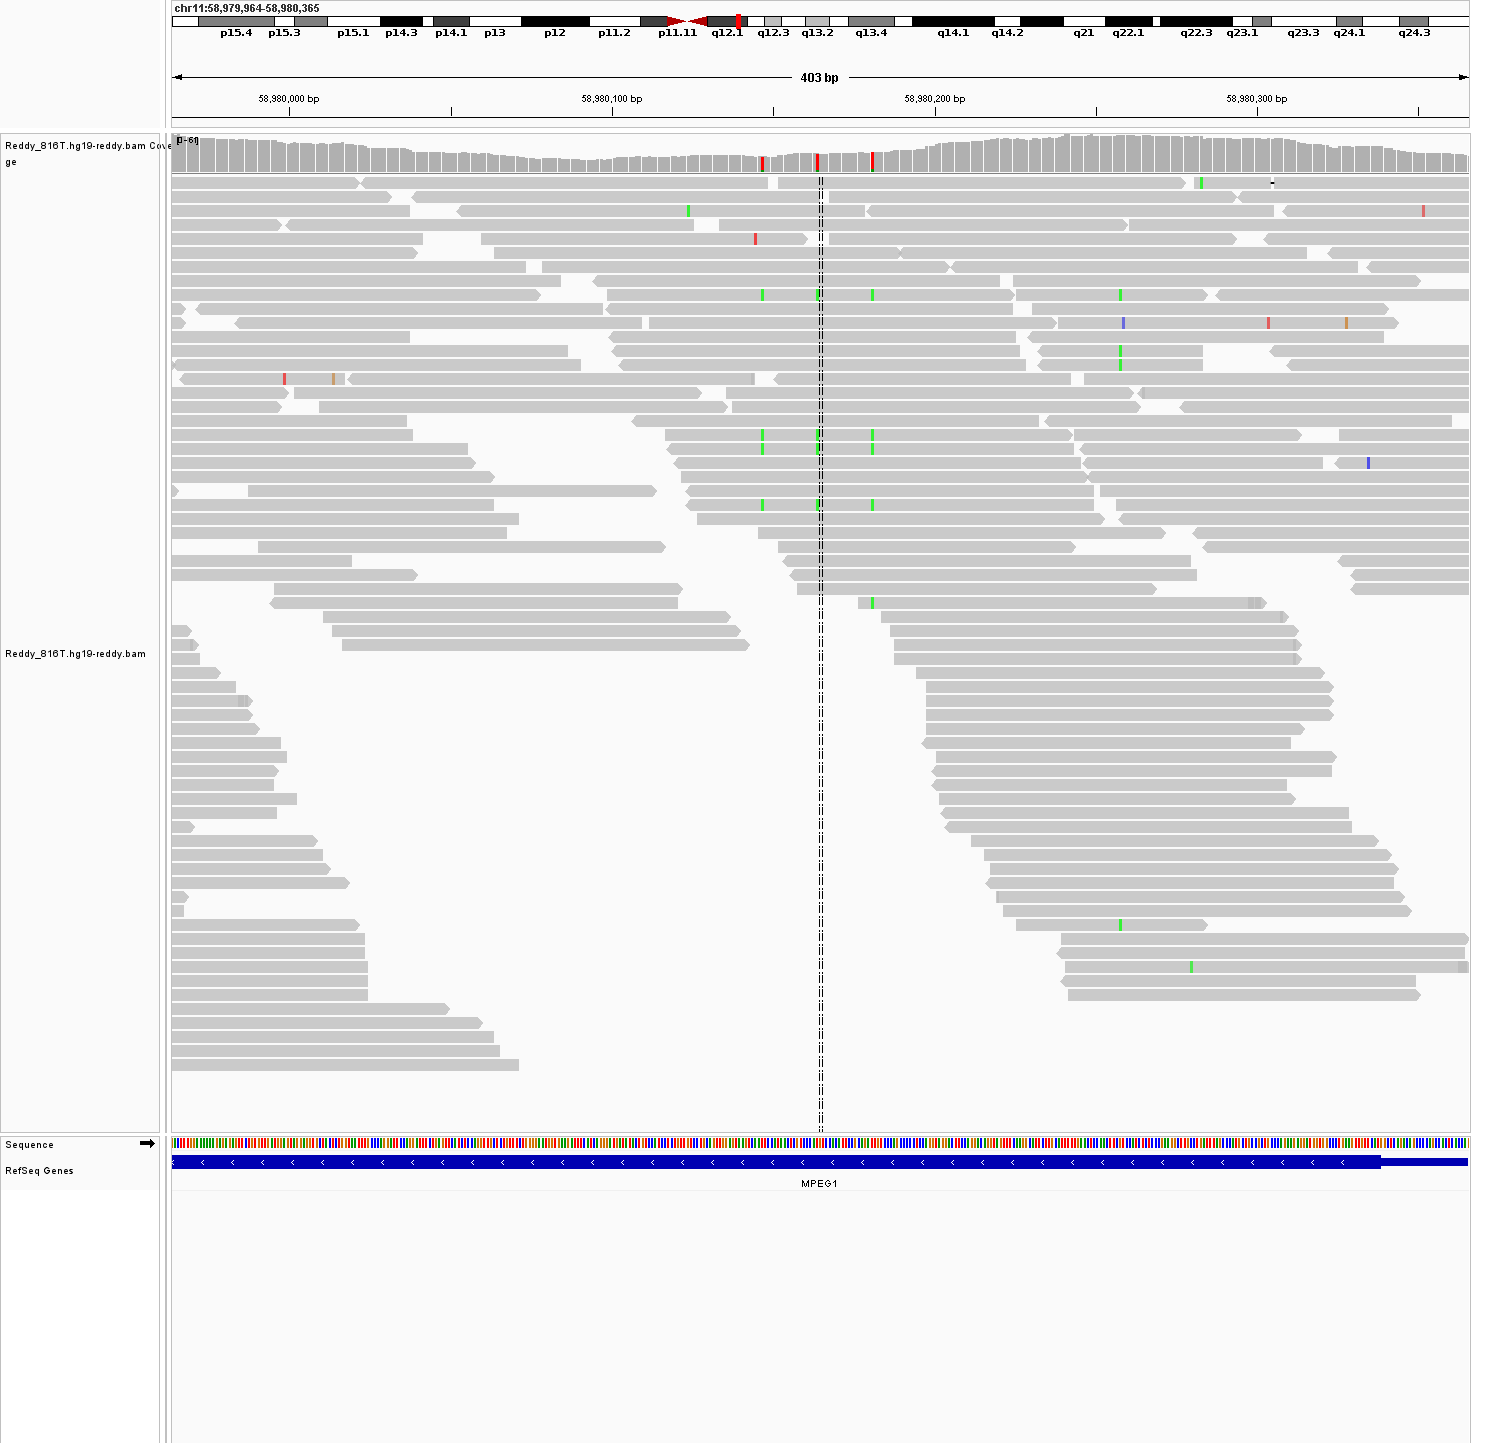 chr11:58,979,964-58,980,365
p15.4 p15.3 p15.1 p14.3 p14.1 p13 p12 p11.2 p11.11 q12.1 q12.3 q13.2 q13.4 q14.1 q14.2 q21 q22.1 q22.3 q23.1 q23.3 q24.1 q24.3
403 bp
58,980,000 bp 58,980,100 bp 58,980,200 bp 58,980,300 bp
[0-61]
Reddy_816T.hg19-reddy.bam Cove
ge
Reddy_816T.hg19-reddy.bam
Sequence
RefSeq Genes
MPEG1